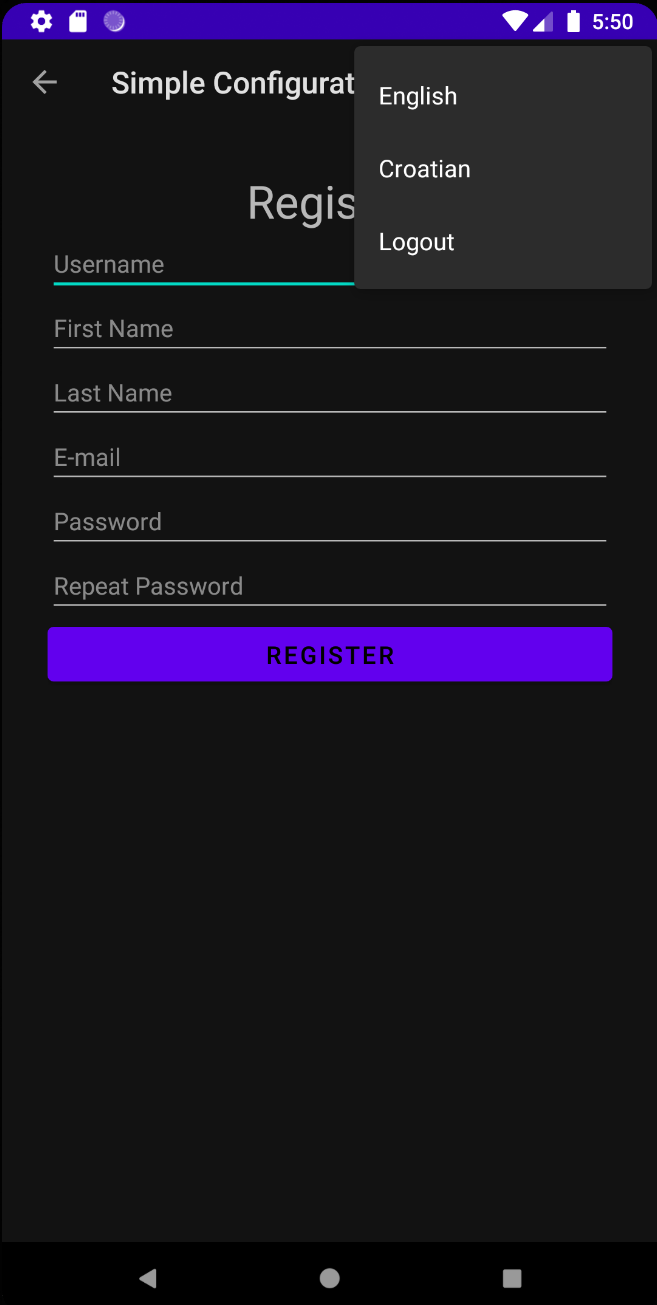 5:50
Simple Configurat
English
Croatian
Logout
Regis
Username
First Name
Last Name
E-mail
Password
Repeat Password
REGISTER